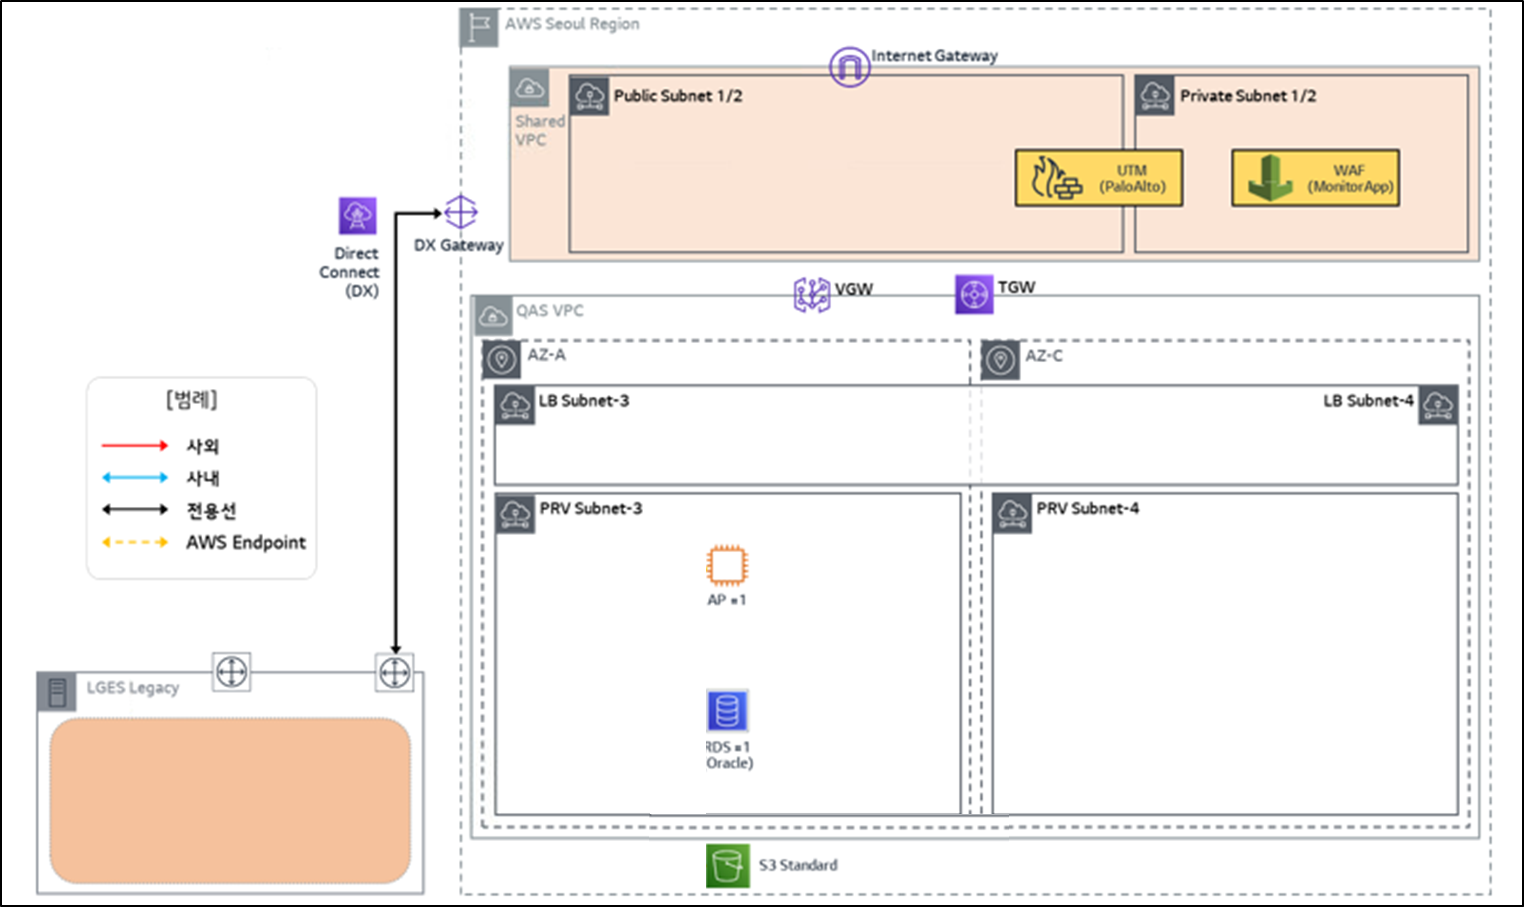 AWS Seoul Region
Internet Gateway
Shared
VPC
Public Subnet 1/2
Private Subnet 1/2
UTM
(PaloAlto)
WAF
(MonitorApp)
Direct
Connect
(DX)
DX Gateway
VGW
TGW
QAS VPC
AZ-A
AZ-C
LB Subnet-3
LB Subnet-4
[범례]
사외
사내
전용선
AWS Endpoint
PRV Subnet-3
PRV Subnet-4
AP *1
RDS *1
Oracle)
LGES Legacy
S3 Standard